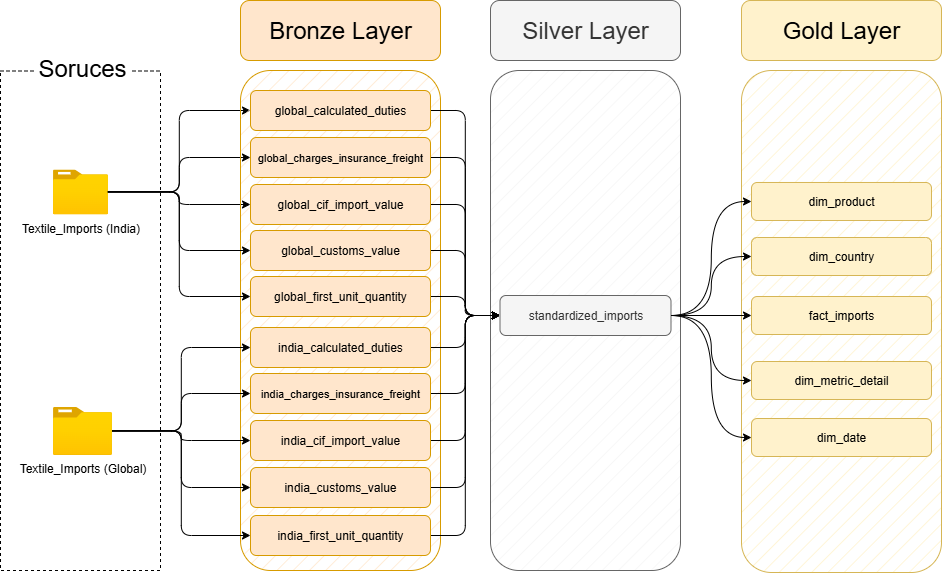 Bronze Layer
Silver Layer
Gold Layer
Soruces
Textile_Imports (India)
Textile_Imports (Global)
global_calculated_duties
global_charges_insurance_freight
global_cif_import_value
global_customs_value
global_first_unit_quantity
india_calculated_duties
india_charges_insurance_freight
india_cif_import_value
india_customs_value
india_first_unit_quantity
standardized_imports
dim_product
dim_country
fact_imports
dim_metric_detail
dim_date